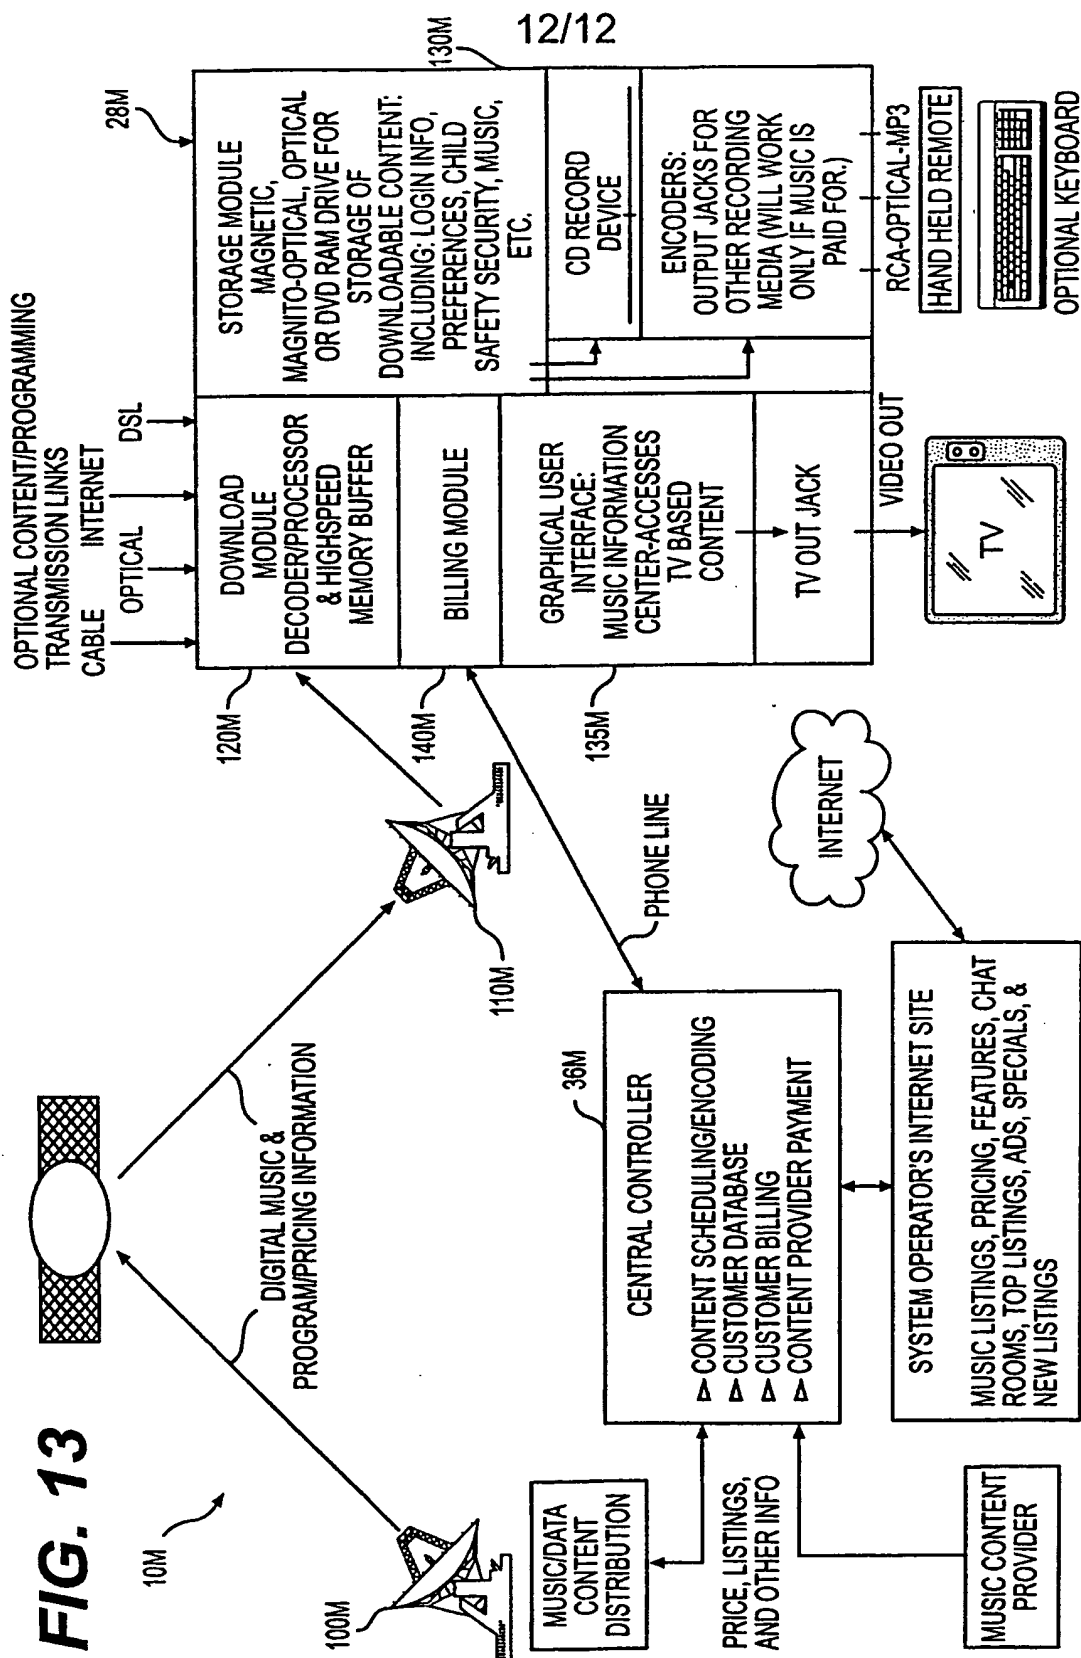 12/12
FIG. 13
10M
100M
DIGITAL MUSIC &
PROGRAM/PRICING INFORMATION
110M
OPTIONAL CONTENT/PROGRAMMING
TRANSMISSION LINKS
CABLE INTERNET
OPTICAL DSL
28M
130M
120M
DOWNLOAD
MODULE
DECODER/PROCESSOR
& HIGHSPEED
MEMORY BUFFER
140M
BILLING MODULE
135M
GRAPHICAL USER
INTERFACE:
MUSIC INFORMATION
CENTER-ACCESSES
TV BASED
CONTENT
TV OUT JACK
VIDEO OUT
TV
STORAGE MODULE
MAGNETIC,
MAGNITO-OPTICAL, OPTICAL
OR DVD RAM DRIVE FOR
STORAGE OF
DOWNLOADABLE CONTENT:
INCLUDING: LOGIN INFO,
PREFERENCES, CHILD
SAFETY SECURITY, MUSIC,
ETC.
CD RECORD
DEVICE
ENCODERS:
OUTPUT JACKS FOR
OTHER RECORDING
MEDIA (WILL WORK
ONLY IF MUSIC IS
PAID FOR.)
RCA-OPTICAL-MP3
HAND HELD REMOTE
OPTIONAL KEYBOARD
PHONE LINE
INTERNET
36M
CENTRAL CONTROLLER
CONTENT SCHEDULING/ENCODING
CUSTOMER DATABASE
CUSTOMER BILLING
CONTENT PROVIDER PAYMENT
SYSTEM OPERATOR'S INTERNET SITE
MUSIC LISTINGS, PRICING, FEATURES, CHAT
ROOMS, TOP LISTINGS, ADS, SPECIALS, &
NEW LISTINGS
MUSIC/DATA
CONTENT
DISTRIBUTION
PRICE, LISTINGS,
AND OTHER INFO
MUSIC CONTENT
PROVIDER